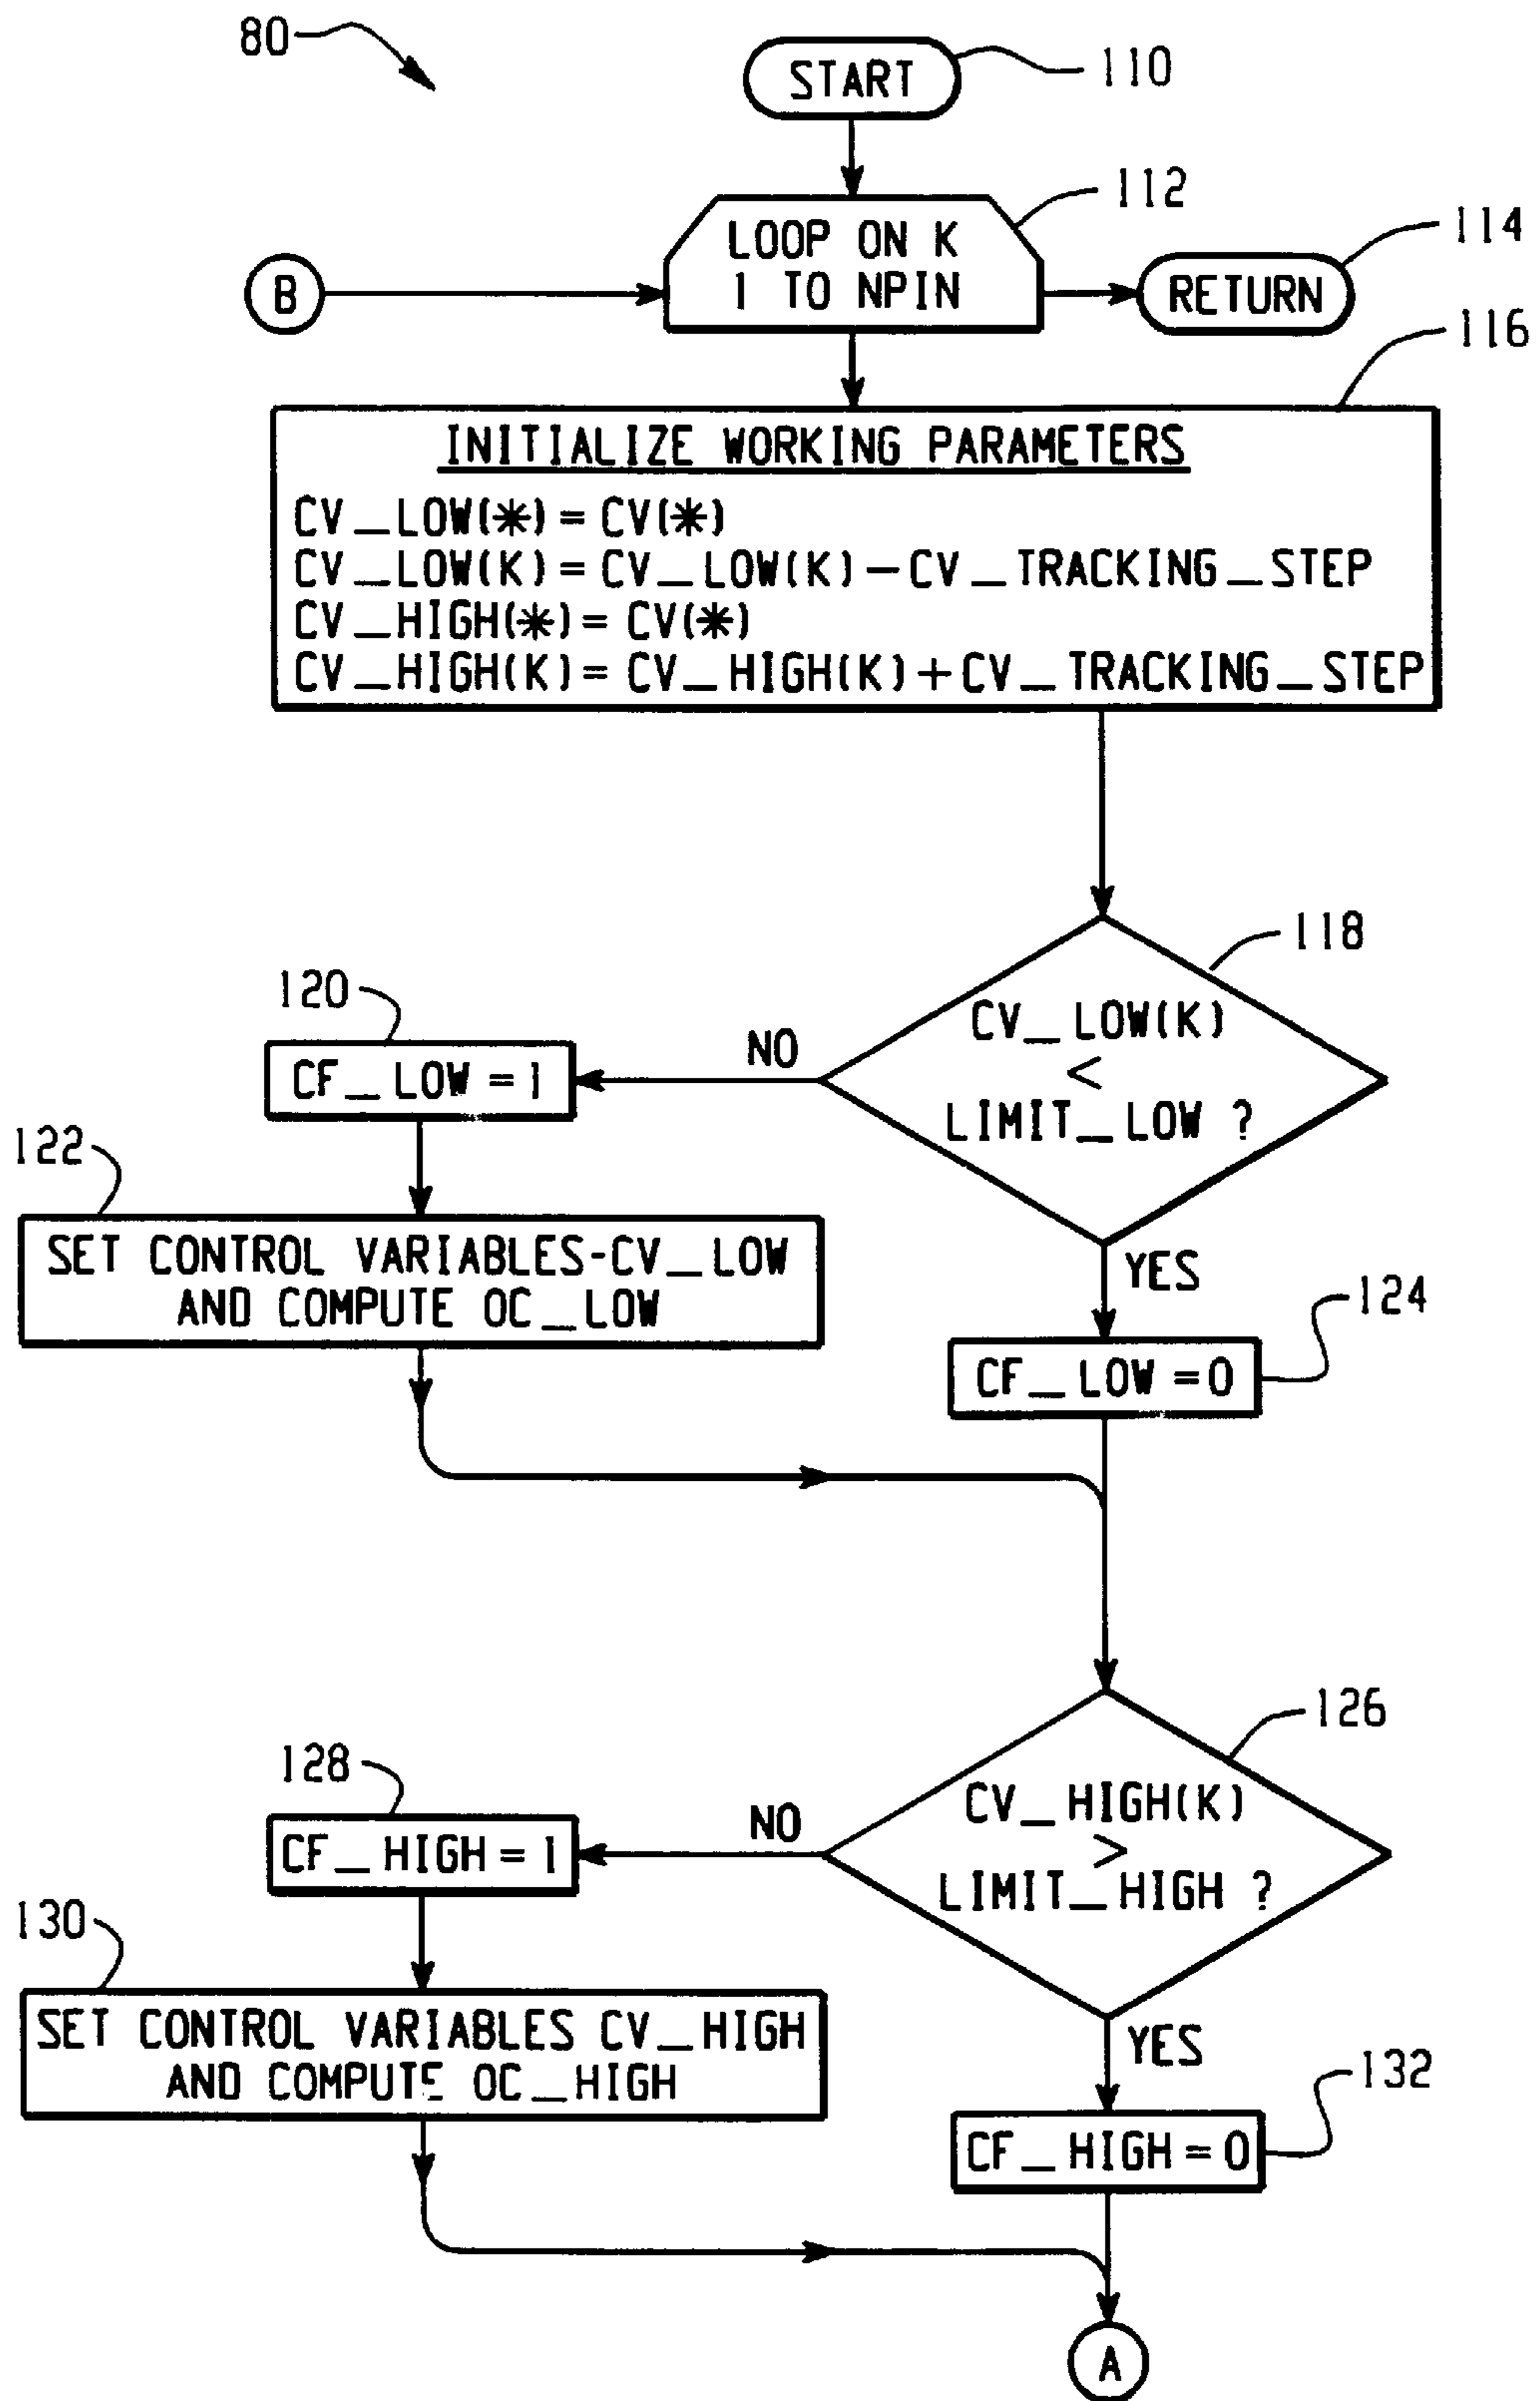 80
START
110
LOOP ON K
1 TO NPIN
112
B
RETURN
114
116
INITIALIZE WORKING PARAMETERS
CV_LOW(*) = CV(*)
CV_LOW(K) = CV_LOW(K) - CV_TRACKING_STEP
CV_HIGH(*) = CV(*)
CV_HIGH(K) = CV_HIGH(K) + CV_TRACKING_STEP
118
CV_LOW(K)
<
LIMIT_LOW ?
NO
120
CF_LOW = 1
122
SET CONTROL VARIABLES-CV_LOW
AND COMPUTE OC_LOW
YES
124
CF_LOW = 0
126
CV_HIGH(K)
>
LIMIT_HIGH ?
NO
128
CF_HIGH = 1
130
SET CONTROL VARIABLES CV_HIGH
AND COMPUTE OC_HIGH
YES
132
CF_HIGH = 0
A